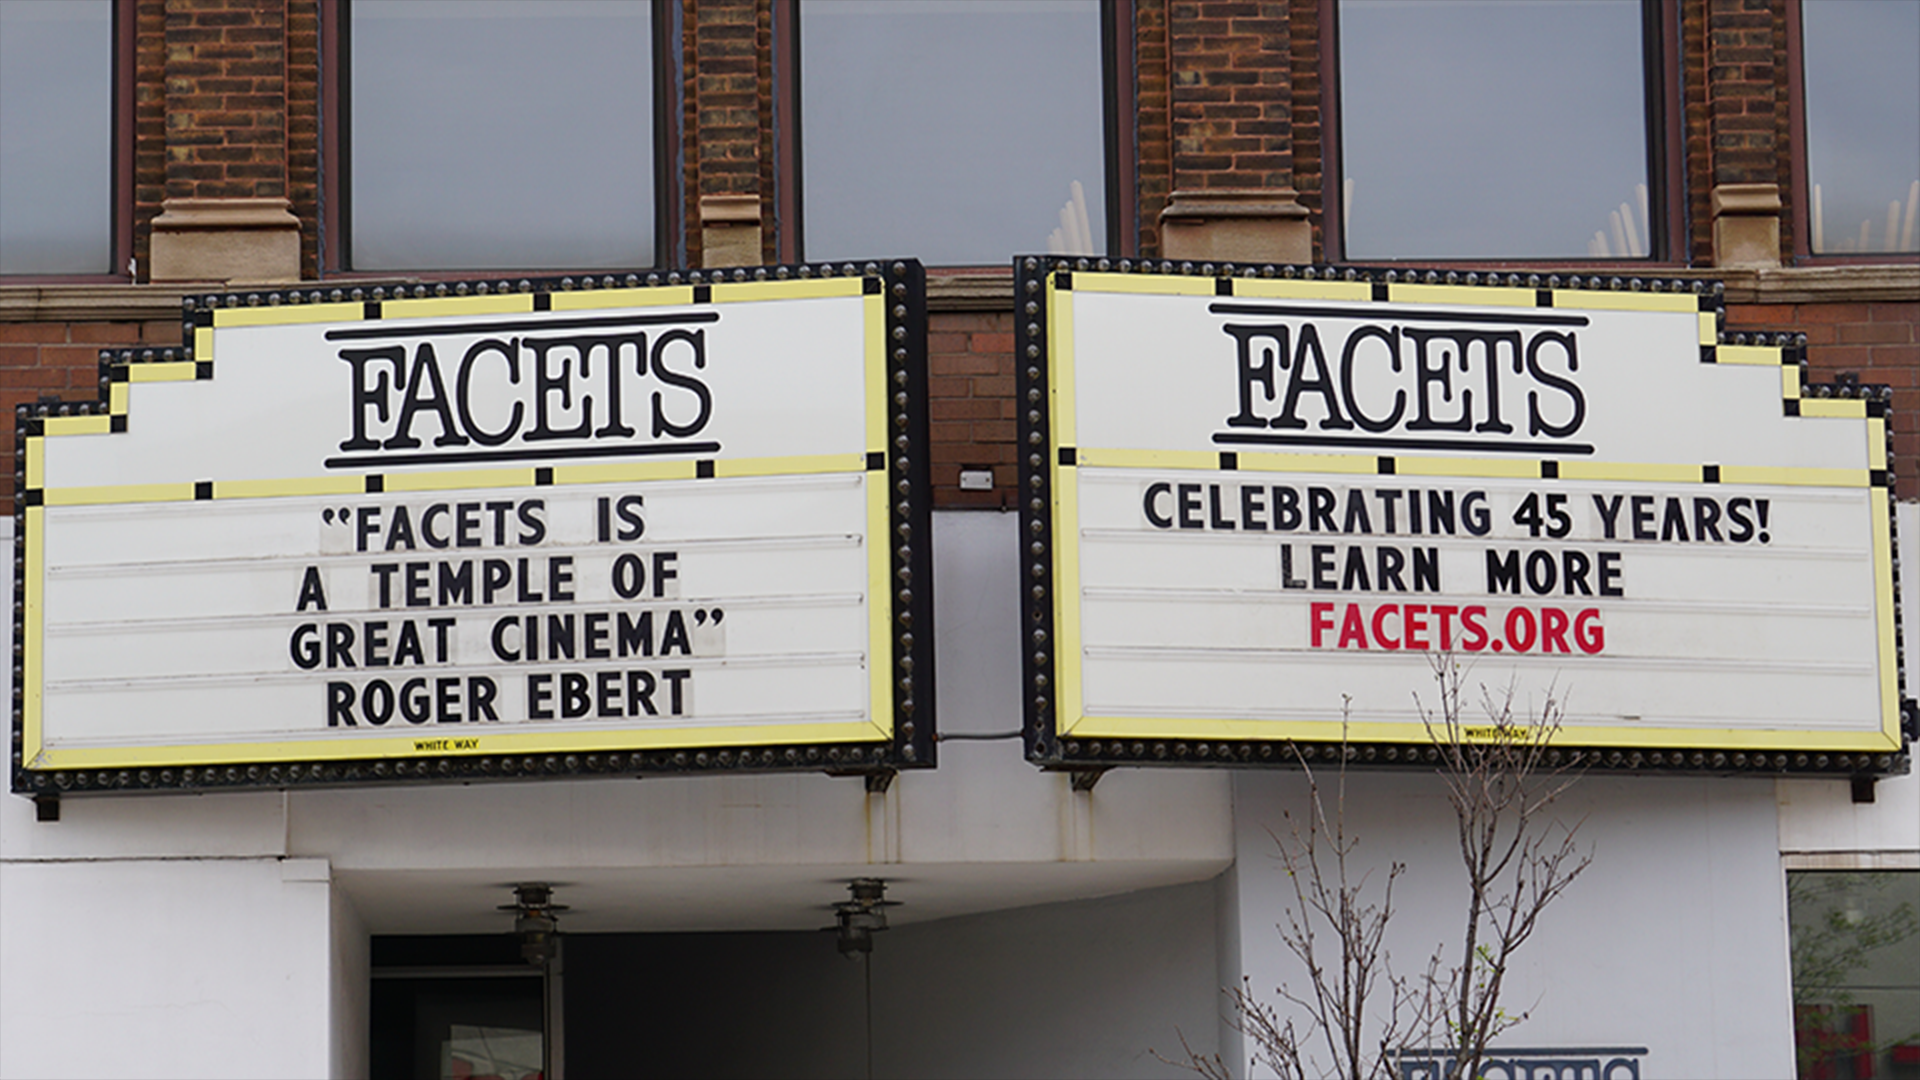 FACETS
“FACETS IS
A TEMPLE OF
GREAT CINEMA”
ROGER EBERT
WHITE WAY
FACETS
CELEBRATING 45 YEARS!
LEARN MORE
FACETS.ORG
WHITE WAY
FACETS